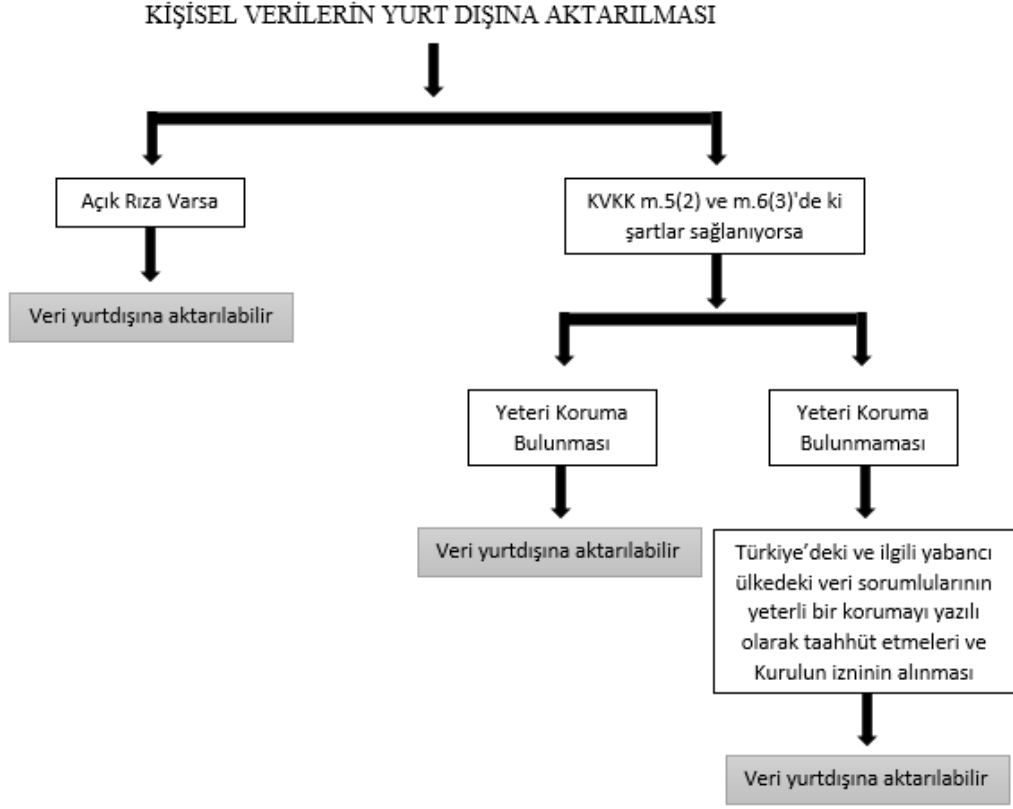 KİŞİSEL VERİLERİN YURT DIŞINA AKTARILMASI
Açık Rıza Varsa
Veri yurtdışına aktarılabilir
KVKK m.5(2) ve m.6(3)'de ki
şartlar sağlanıyorsa
Yeteri Koruma
Bulunması
Veri yurtdışına aktarılabilir
Yeteri Koruma
Bulunmaması
Türkiye’deki ve ilgili yabancı
ülkedeki veri sorumlularının
yeterli bir korumayı yazılı
olarak taahhüt etmeleri ve
Kurulun izninin alınması
Veri yurtdışına aktarılabilir